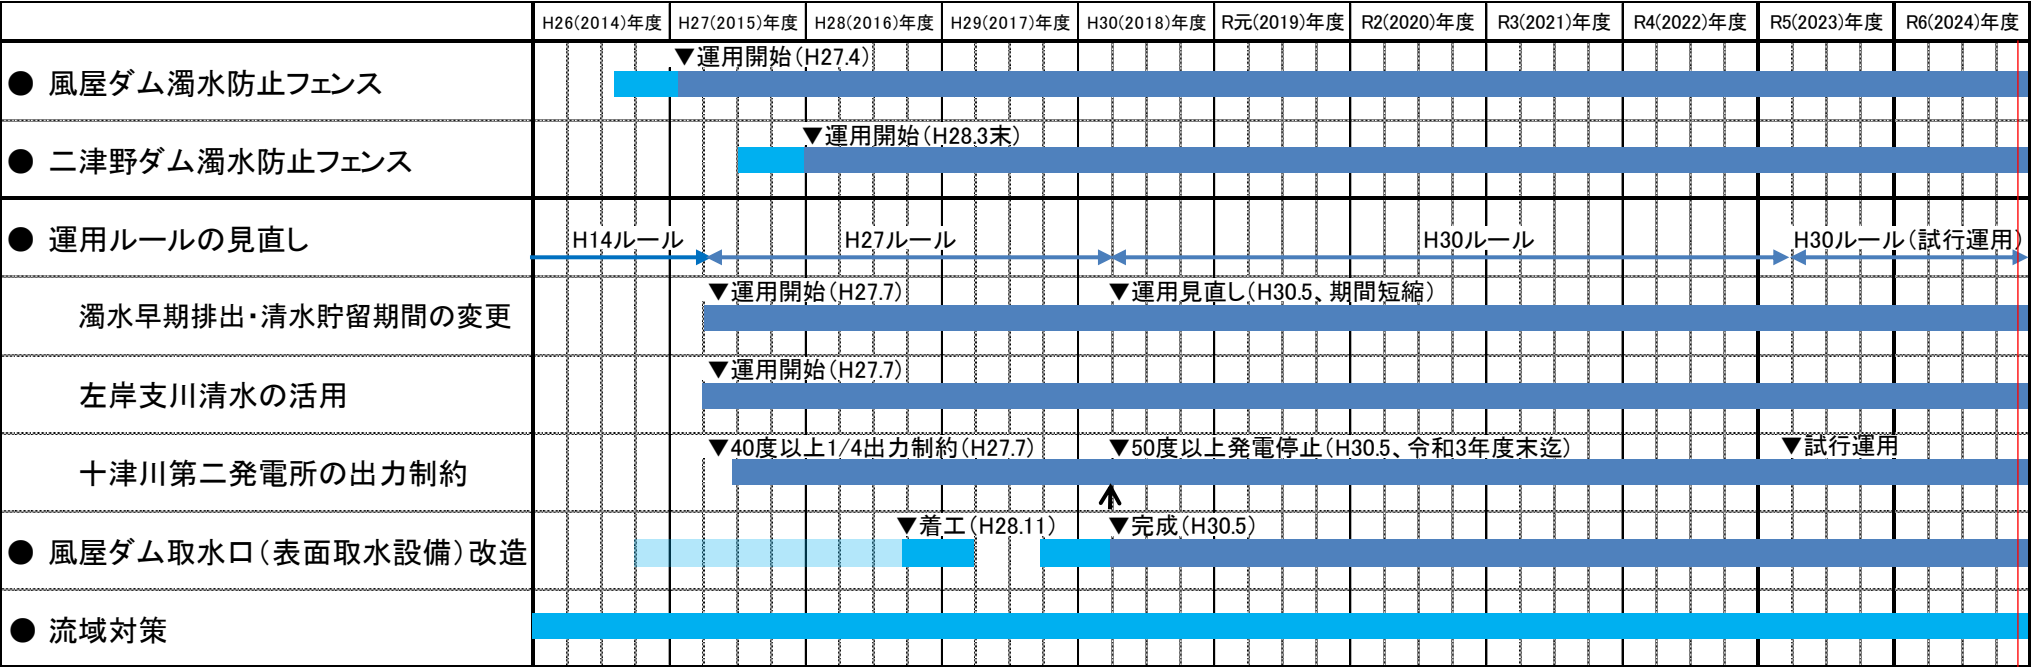 H26(2014)年度 H27(2015)年度 H28(2016)年度 H29(2017)年度 H30(2018)年度 R元(2019)年度 R2(2020)年度 R3(2021)年度 R4(2022)年度 R5(2023)年度 R6(2024)年度
▼運用開始(H27.4)
● 風屋ダム濁水防止フェンス
▼運用開始(H28.3末)
● 二津野ダム濁水防止フェンス
● 運用ルールの見直し H14ルール H27ルール H30ルール H30ルール(試行運用)
▼運用開始(H27.7) ▼運用見直し(H30.5、期間短縮)
濁水早期排出・清水貯留期間の変更
▼運用開始(H27.7)
左岸支川清水の活用
▼40度以上1/4出力制約(H27.7) ▼50度以上発電停止(H30.5、令和3年度末迄) ▼試行運用
十津川第二発電所の出力制約
▼着工(H28.11) ▼完成(H30.5)
● 風屋ダム取水口(表面取水設備)改造
● 流域対策